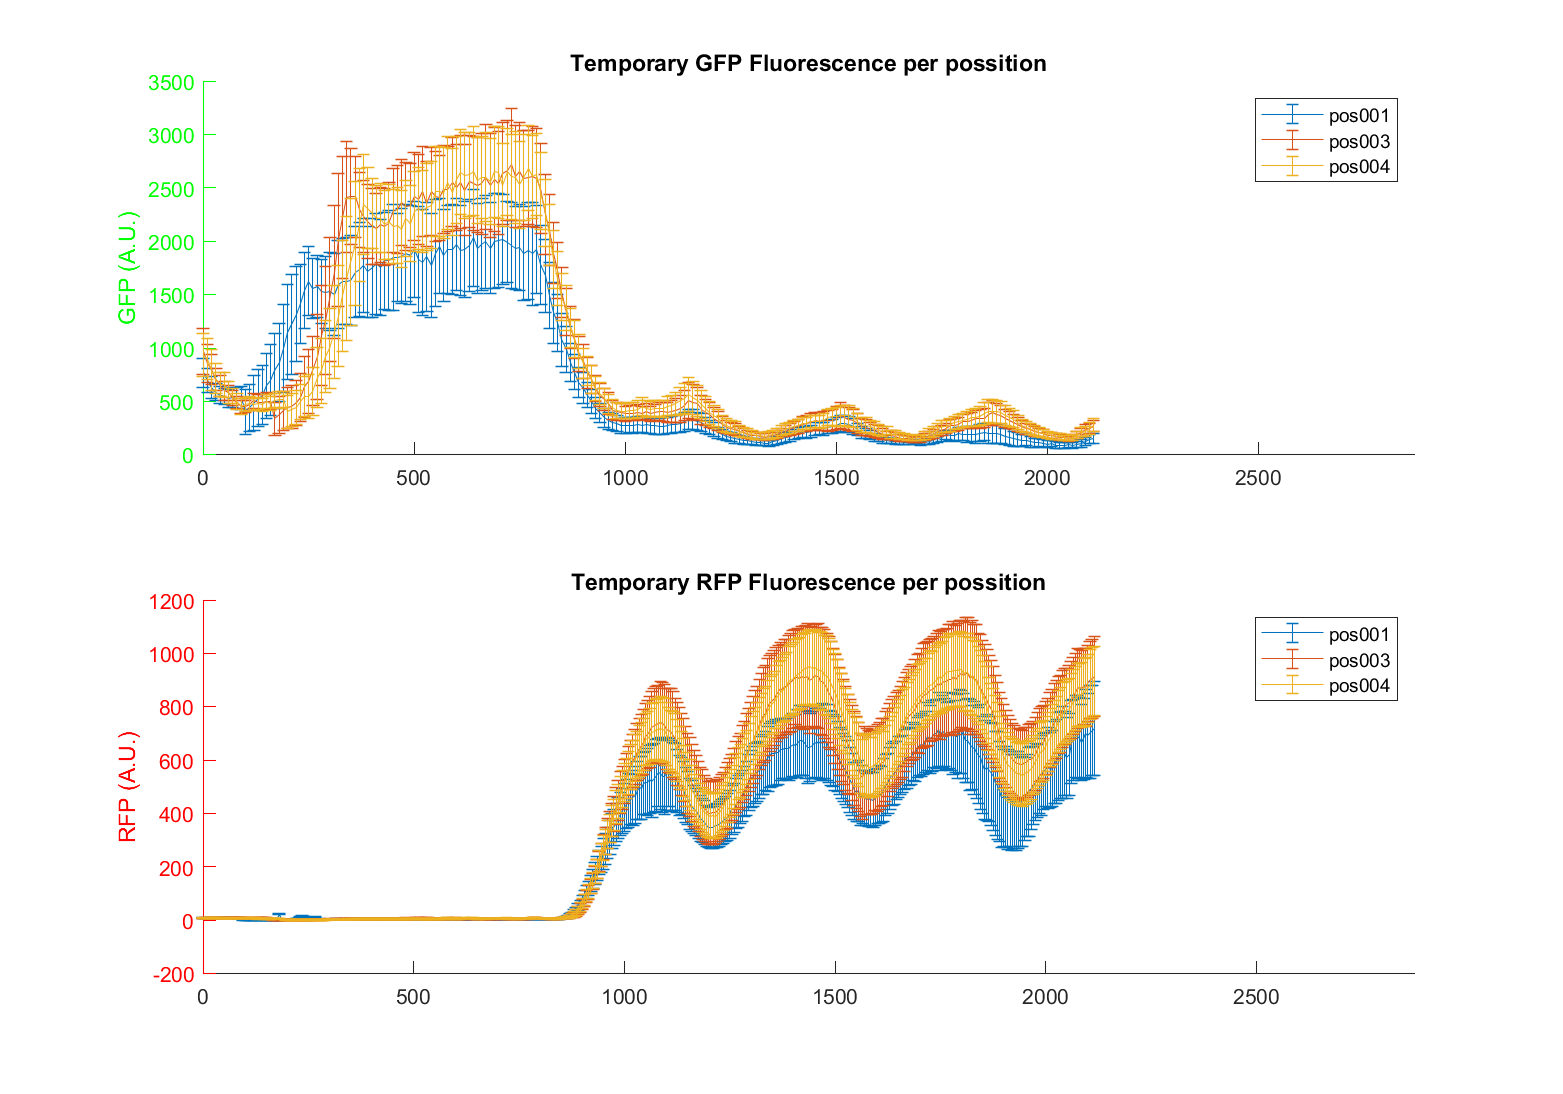 Temporary GFP Fluorescence per possition
3500
3000
2500
2000
1500
1000
500
0
GFP (A.U.)
0 500 1000 1500 2000 2500
pos001
pos003
pos004
Temporary RFP Fluorescence per possition
1200
1000
800
600
400
200
0
-200
RFP (A.U.)
0 500 1000 1500 2000 2500
pos001
pos003
pos004